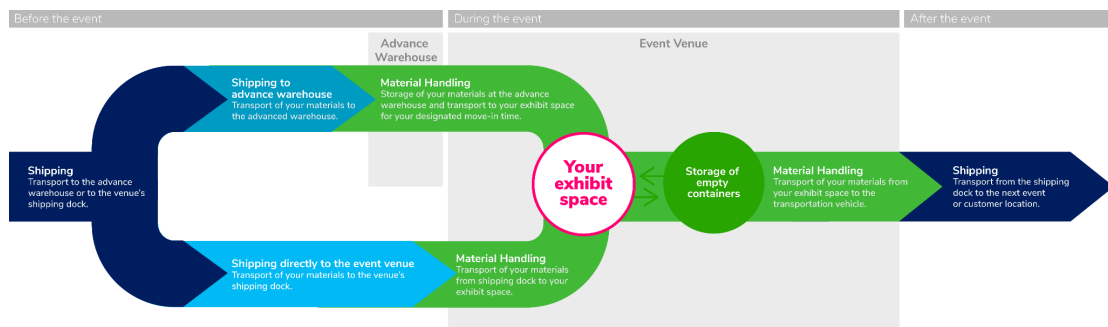 Before the event
During the event
After the event
Advance
Warehouse
Event Venue
Shipping to
advance warehouse
Transport of your materials to
the advanced warehouse.
Material Handling
Storage of your materials at the advance
warehouse and transport to your exhibit space
for your designated move-in time.
Shipping
Transport to the advance
warehouse or to the venue's
shipping dock.
Your
exhibit
space
Storage of
empty
containers
Material Handling
Transport of your materials from
your exhibit space to the
transportation vehicle.
Shipping
Transport from the shipping
dock to the next event
or customer location.
Shipping directly to the event venue
Transport of your materials to the venue's
shipping dock.
Material Handling
Transport of your materials
from shipping dock to your
exhibit space.